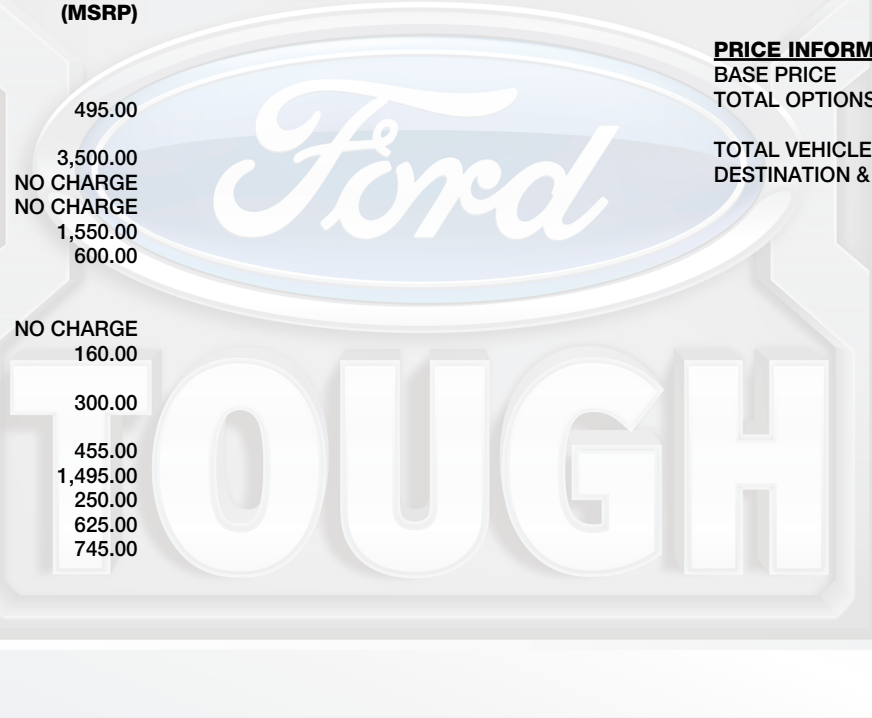 (MSRP)
495.00
3,500.00
NO CHARGE
NO CHARGE
1,550.00
600.00
NO CHARGE
160.00
300.00
455.00
1,495.00
250.00
625.00
745.00
PRICE INFORM
BASE PRICE
TOTAL OPTIONS
TOTAL VEHICLE
DESTINATION &
Ford
TOUGH